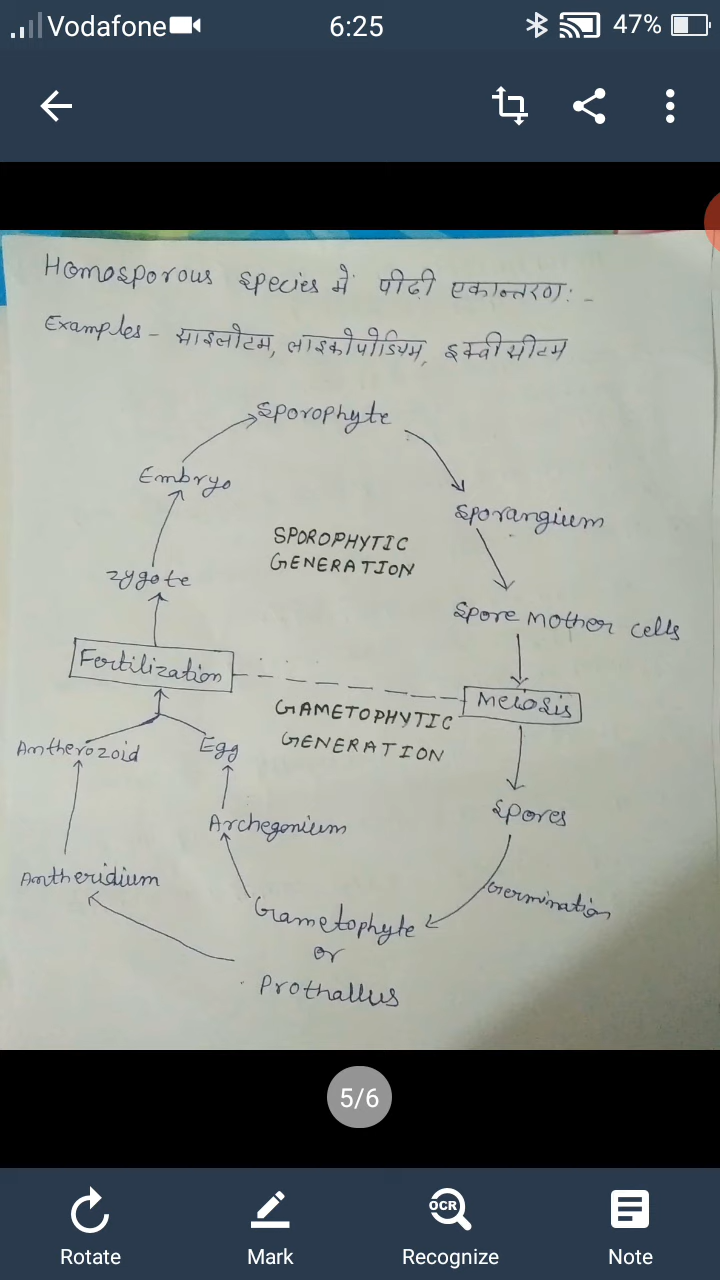 Vodafone 6:25 47%
Homosporous species में पीढी एकान्तरण: -
Examples - साइलोटम, लाइकोपोडियम, इक्वीसीटम
Sporophyte
Embryo
Sporangium
SPOROPHYTIC
GENERATION
Zygote
Spore Mother cells
Fertilization
Meiosis
GAMETOPHYTIC
GENERATION
Antherozoid Egg
Spores
Archegonium
Antheridium
Germination
Gametophyte
or
Prothallus
5/6
OCR
Rotate Mark Recognize Note